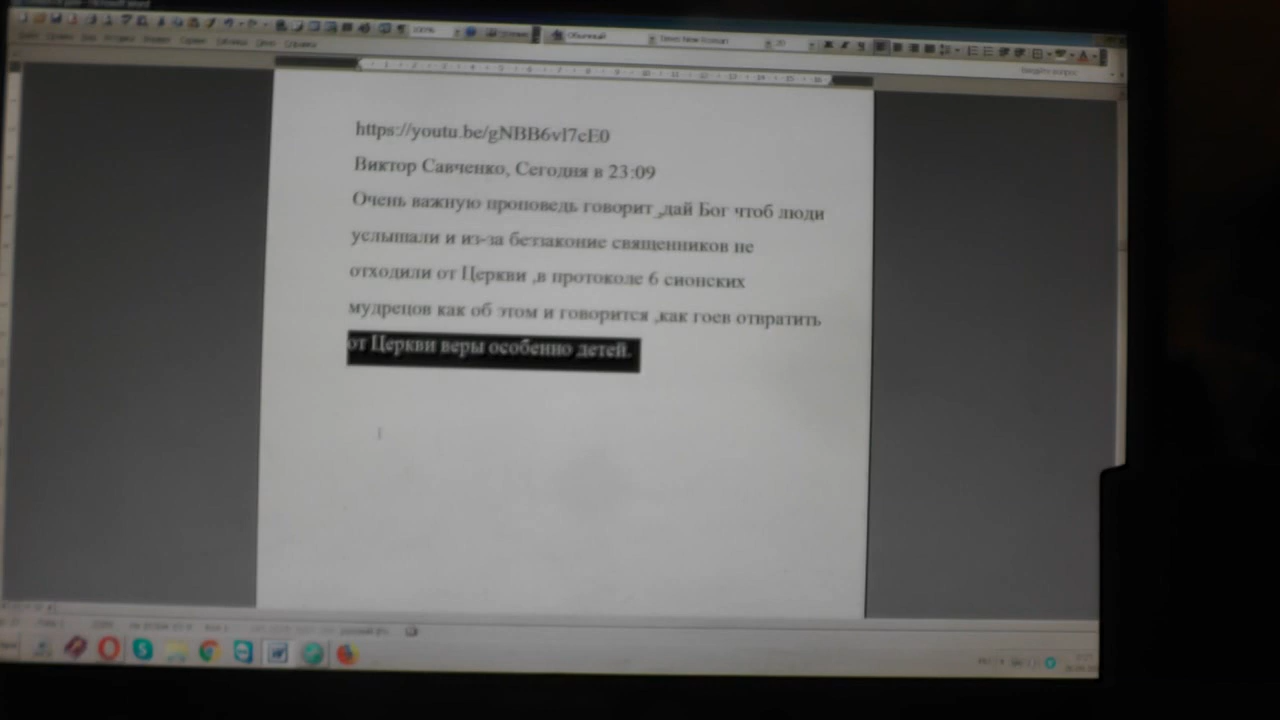 https://youtu.be/gNBB6vl7cE0
Виктор Савченко, Сегодня в 23:09
Очень важную проповедь говорит ,дай Бог чтоб люди
услышали и из-за беззаконие священников не
отходили от Церкви ,в протоколе 6 сионских
мудрецов как об этом и говорится ,как гоев отвратить
от Церкви веры особенно детей.